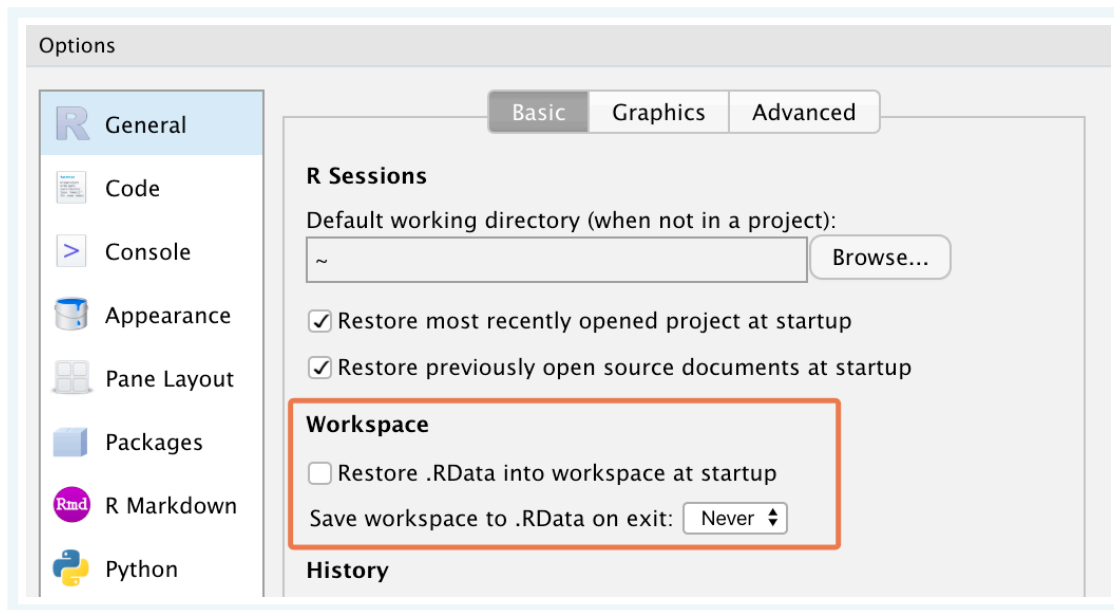 Options
General
Code
Console
Appearance
Pane Layout
Packages
Rmd R Markdown
Python
Basic Graphics Advanced
R Sessions
Default working directory (when not in a project):
~ Browse...
Restore most recently opened project at startup
Restore previously open source documents at startup
Workspace
Restore .RData into workspace at startup
Save workspace to .RData on exit: Never
History